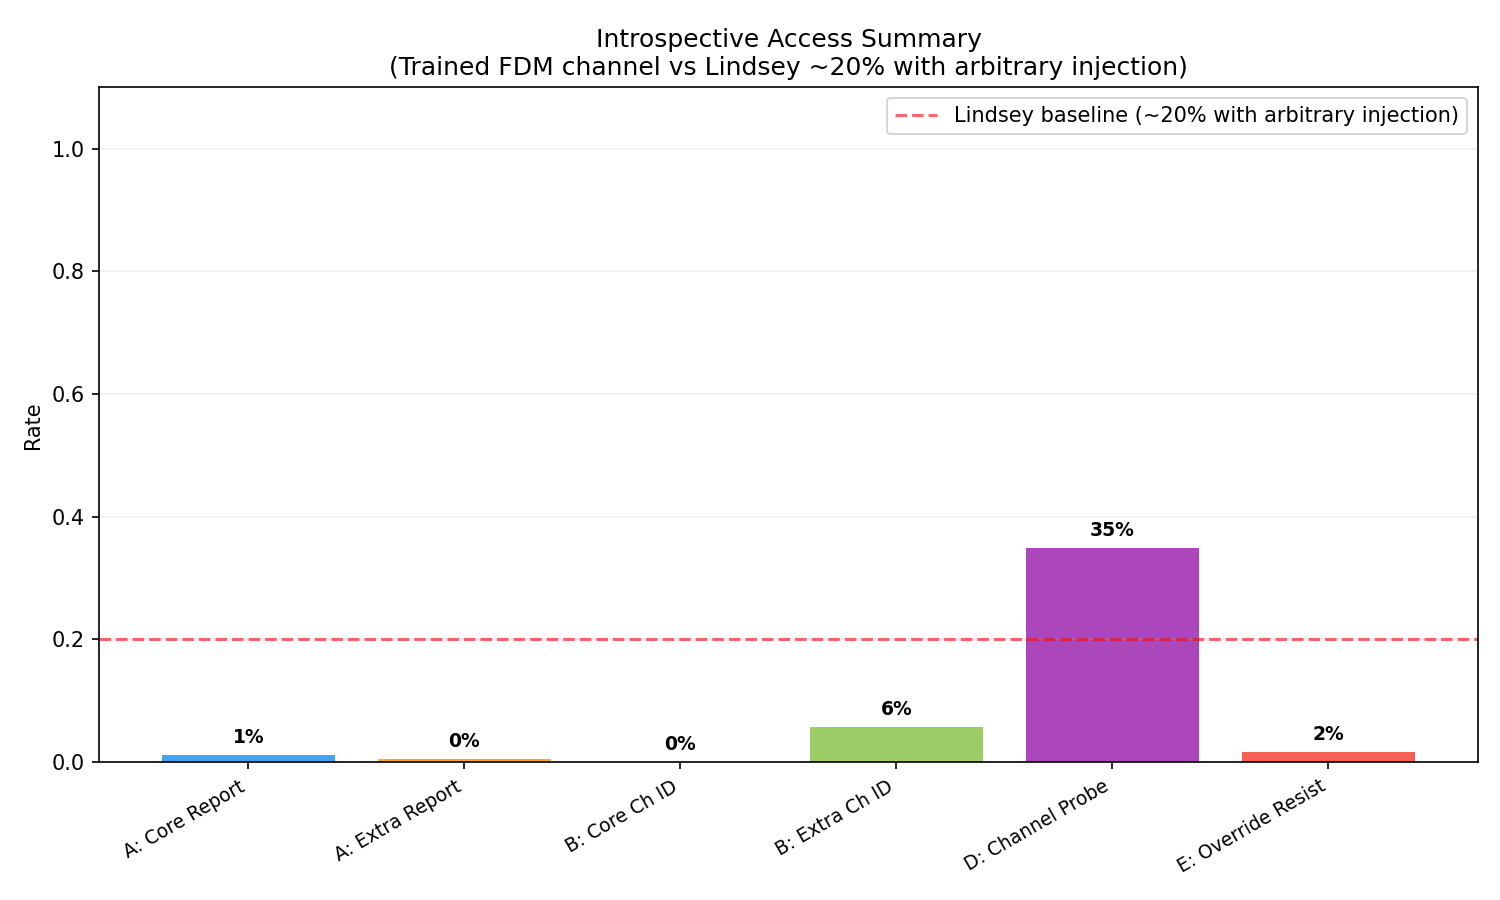 Introspective Access Summary
(Trained FDM channel vs Lindsey ~20% with arbitrary injection)
Lindsey baseline (~20% with arbitrary injection)
Rate
1.0
0.8
0.6
0.4
0.2
0.0
1%
0%
0%
6%
35%
2%
A: Core Report
A: Extra Report
B: Core Ch ID
B: Extra Ch ID
D: Channel Probe
E: Override Resist